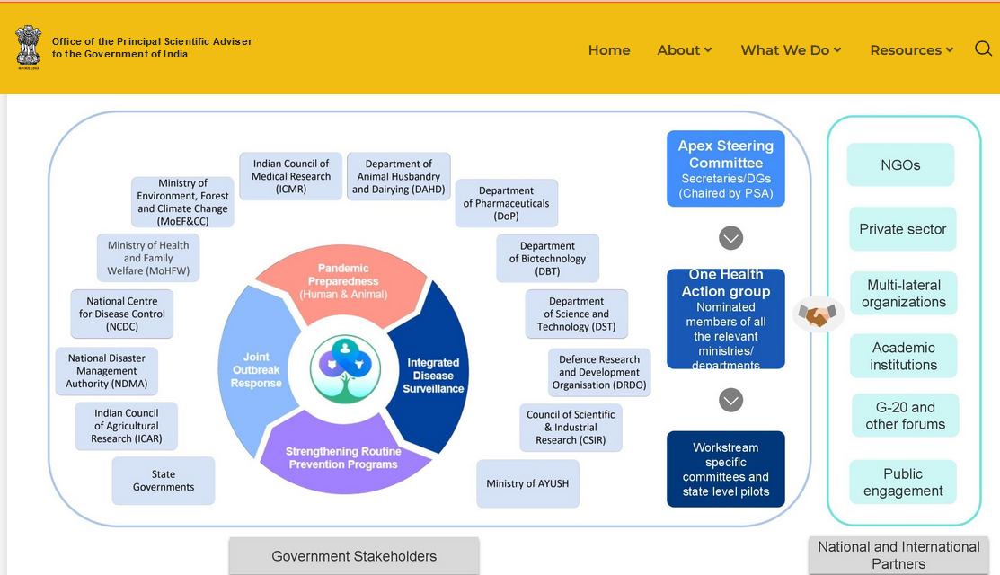 Office of the Principal Scientific Adviser
to the Government of India
Home
About
What We Do
Resources
Indian Council of
Medical Research
(ICMR)
Department of
Animal Husbandry
and Dairying (DAHD)
Ministry of
Environment, Forest
and Climate Change
(MoEF&CC)
Department
of Pharmaceuticals
(DoP)
Ministry of Health
and Family
Welfare (MoHFW)
Department
of Biotechnology
(DBT)
National Centre
for Disease Control
(NCDC)
Department
of Science and
Technology (DST)
National Disaster
Management
Authority (NDMA)
Defence Research
and Development
Organisation (DRDO)
Indian Council
of Agricultural
Research (ICAR)
Council of Scientific
& Industrial
Research (CSIR)
State
Governments
Ministry of AYUSH
Pandemic
Preparedness
(Human & Animal)
Joint
Outbreak
Response
Integrated
Disease
Surveillance
Strengthening Routine
Prevention Programs
Apex Steering
Committee
Secretaries/DGs
(Chaired by PSA)
One Health
Action group
Nominated
members of all
the relevant
ministries/
departments
Workstream
specific
committees and
state level pilots
NGOs
Private sector
Multi-lateral
organizations
Academic
institutions
G-20 and
other forums
Public
engagement
Government Stakeholders
National and International
Partners